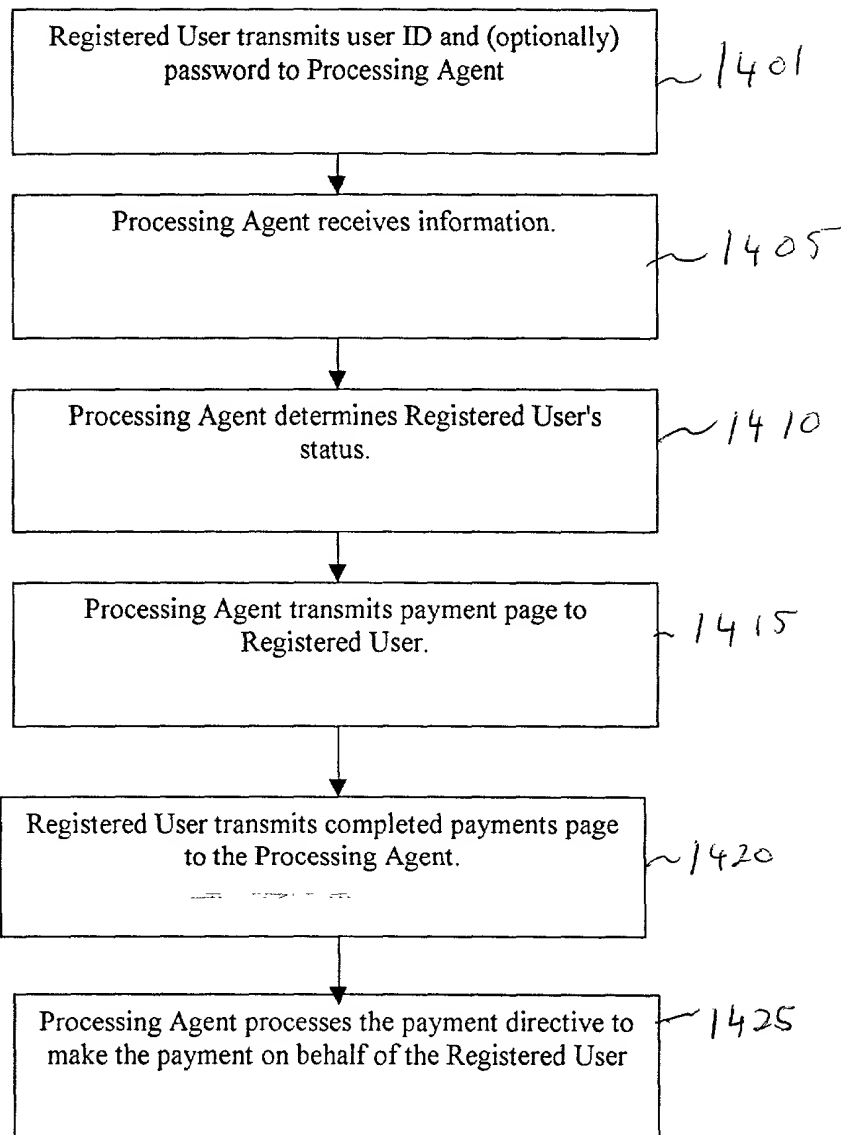 Registered User transmits user ID and (optionally)
password to Processing Agent
1401
Processing Agent receives information.
1405
Processing Agent determines Registered User's
status.
1410
Processing Agent transmits payment page to
Registered User.
1415
Registered User transmits completed payments page
to the Processing Agent.
1420
Processing Agent processes the payment directive to
make the payment on behalf of the Registered User
1425